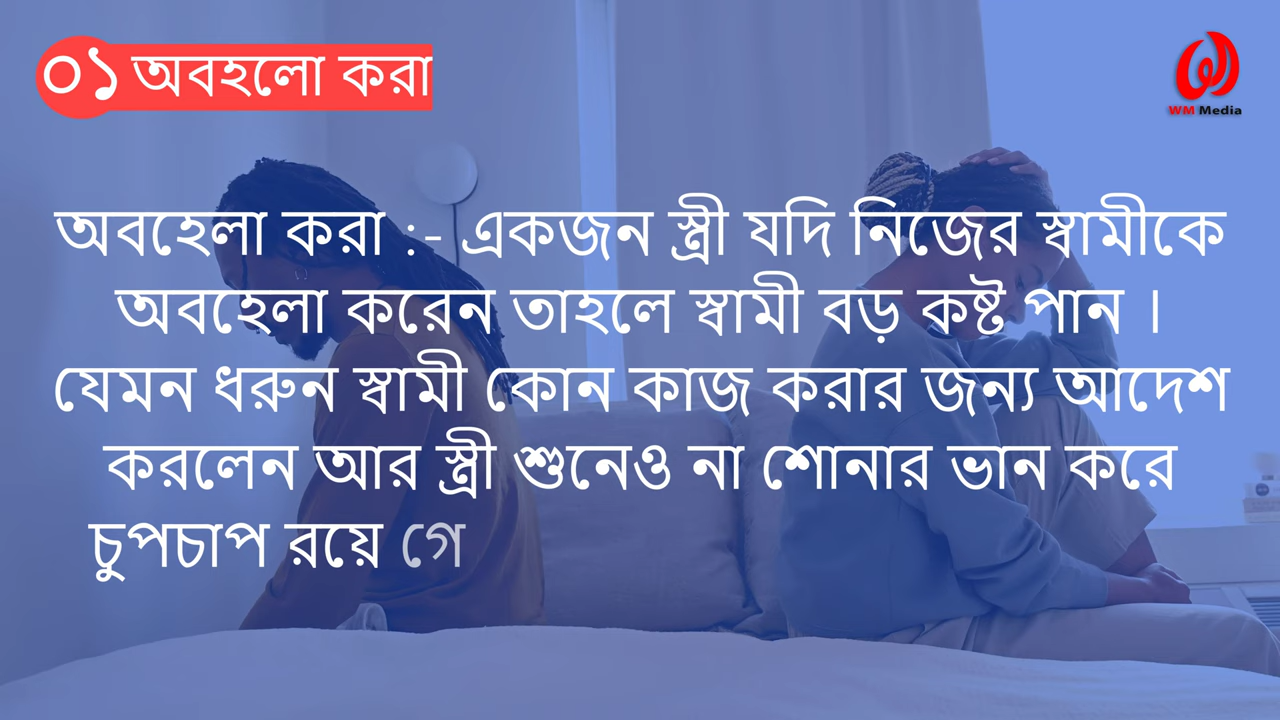 ০১ অবহলো করা
WM Media
অবহেলা করা :- একজন স্ত্রী যদি নিজের স্বামীকে
অবহেলা করেন তাহলে স্বামী বড় কষ্ট পান ।
যেমন ধরুন স্বামী কোন কাজ করার জন্য আদেশ
করলেন আর স্ত্রী শুনেও না শোনার ভান করে
চুপচাপ রয়ে গে